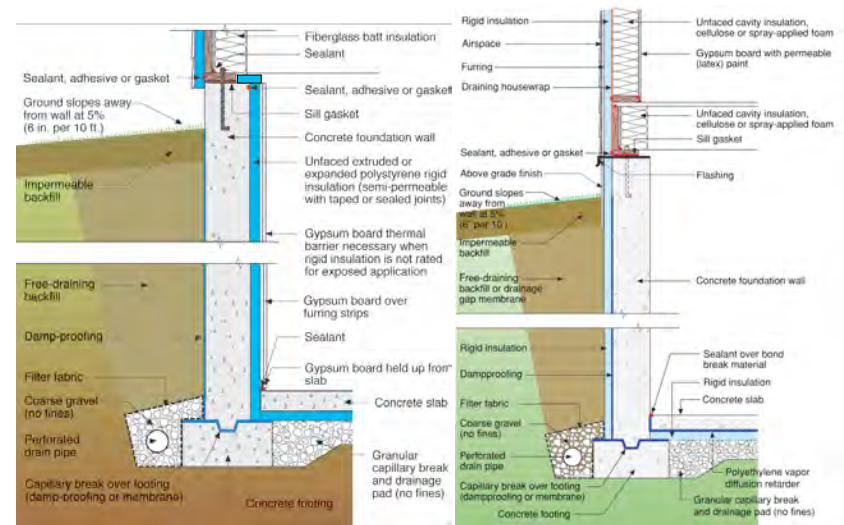 Fiberglass batt insulation
Sealant
Sealant, adhesive or gasket
Sealant, adhesive or gasket
Ground slopes away
from wall at 5%
(6 in. per 10 ft.)
Sill gasket
Concrete foundation wall
Unfaced extruded or
expanded polystyrene rigid
insulation (semi-permeable
with taped or sealed joints)
Impermeable
backfill
Gypsum board thermal
barrier necessary when
rigid insulation is not rated
for exposed application
Free-draining
backfill
Gypsum board over
furring strips
Damp-proofing
Sealant
Gypsum board held up from
slab
Filter fabric
Coarse gravel
(no fines)
Concrete slab
Perforated
drain pipe
Granular
capillary break
and drainage
pad (no fines)
Capillary break over footing
(damp-proofing or membrane)
Concrete footing
Rigid insulation
Airspace
Furring
Draining housewrap
Unfaced cavity insulation,
cellulose or spray-applied foam
Gypsum board with permeable
(latex) paint
Unfaced cavity insulation,
cellulose or spray-applied foam
Sill gasket
Sealant, adhesive or gasket
Above grade finish
Flashing
Ground slopes
away from
wall at 5%
(6" per 10')
Impermeable
backfill
Free-draining
backfill or drainage
gap membrane
Concrete foundation wall
Rigid insulation
Dampproofing
Sealant over bond
break material
Rigid insulation
Concrete slab
Filter fabric
Coarse gravel
(no fines)
Perforated
drain pipe
Polyethylene vapor
diffusion retarder
Capillary break over footing
(dampproofing or membrane)
Granular capillary break
and drainage pad (no fines)
Concrete footing